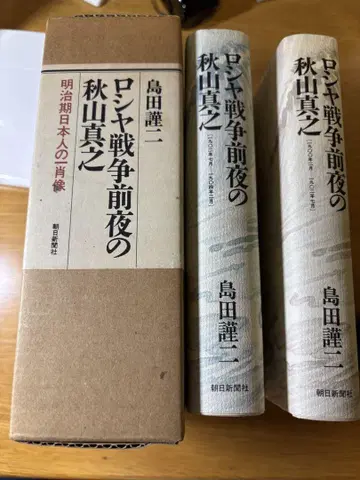 島田謹二
ロシヤ戦争前夜の
秋山真之
明治期日本人の一肖像
朝日新聞社
ロシヤ戦争前夜の
秋山真之
島田謹二
朝日新聞社
ロシヤ戦争前夜の
秋山真之
島田謹二
朝日新聞社